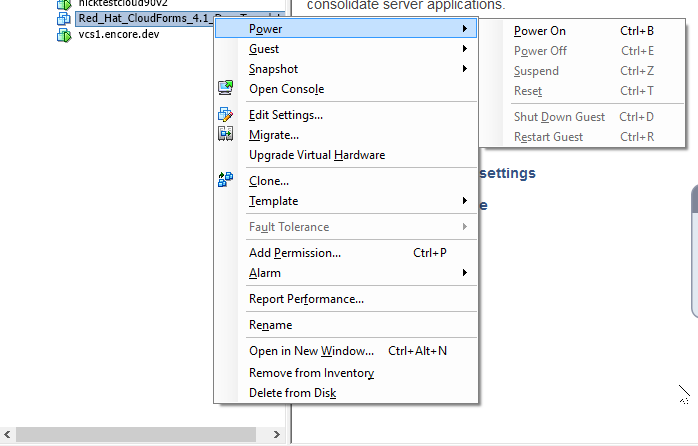 consolidate server applications.
nicktestcloud90v2
Red_Hat_CloudForms_4.1
vcs1.encore.dev
Power
Guest
Snapshot
Open Console
Edit Settings...
Migrate...
Upgrade Virtual Hardware
Clone...
Template
Fault Tolerance
Add Permission... Ctrl+P
Alarm
Report Performance...
Rename
Open in New Window... Ctrl+Alt+N
Remove from Inventory
Delete from Disk
Power On Ctrl+B
Power Off Ctrl+E
Suspend Ctrl+Z
Reset Ctrl+T
Shut Down Guest Ctrl+D
Restart Guest Ctrl+R
settings
e